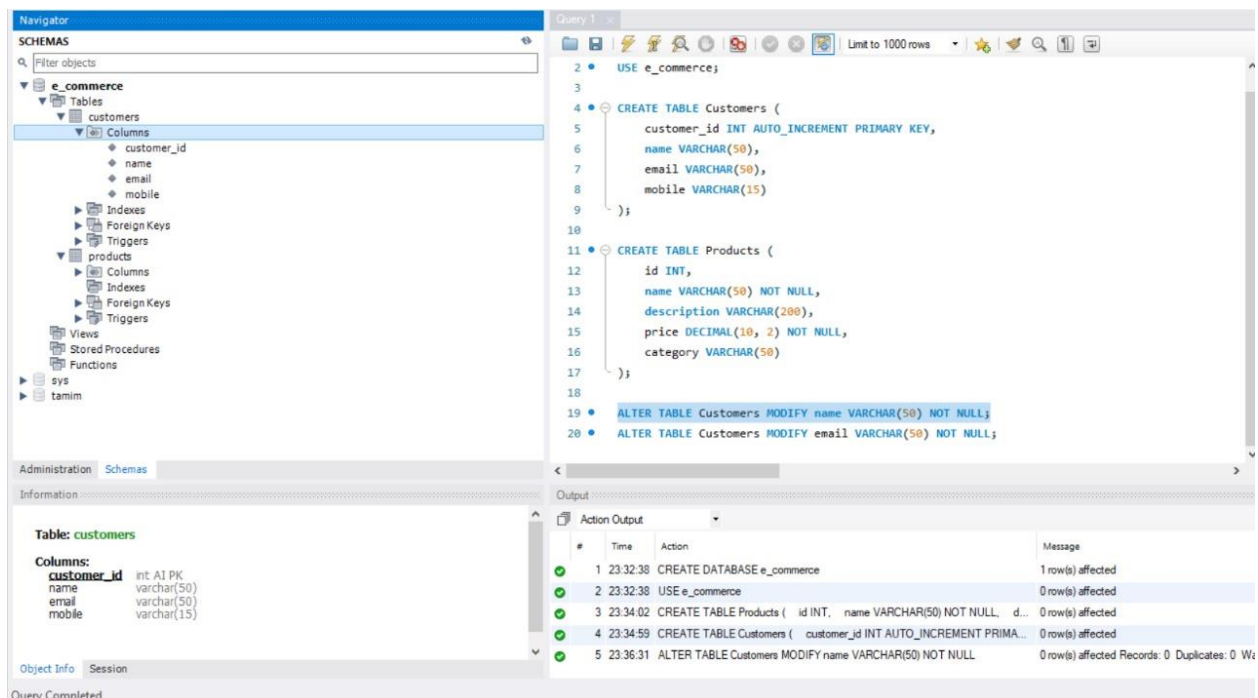 Navigator
SCHEMAS
Filter objects
e_commerce
Tables
customers
Columns
customer_id
name
email
mobile
Indexes
Foreign Keys
Triggers
products
Columns
Indexes
Foreign Keys
Triggers
Views
Stored Procedures
Functions
sys
tamim
Administration Schemas
Information
Table: customers
Columns:
customer_id int AI PK
name varchar(50)
email varchar(50)
mobile varchar(15)
Object Info Session
Query Completed
Query 1
Limit to 1000 rows
2 USE e_commerce;
3
4 CREATE TABLE Customers (
5 customer_id INT AUTO_INCREMENT PRIMARY KEY,
6 name VARCHAR(50),
7 email VARCHAR(50),
8 mobile VARCHAR(15)
9 );
10
11 CREATE TABLE Products (
12 id INT,
13 name VARCHAR(50) NOT NULL,
14 description VARCHAR(200),
15 price DECIMAL(10, 2) NOT NULL,
16 category VARCHAR(50)
17 );
18
19 ALTER TABLE Customers MODIFY name VARCHAR(50) NOT NULL;
20 ALTER TABLE Customers MODIFY email VARCHAR(50) NOT NULL;
Output
Action Output
# Time Action Message
1 23:32:38 CREATE DATABASE e_commerce 1 row(s) affected
2 23:32:38 USE e_commerce 0 row(s) affected
3 23:34:02 CREATE TABLE Products ( id INT, name VARCHAR(50) NOT NULL, d... 0 row(s) affected
4 23:34:59 CREATE TABLE Customers ( customer_id INT AUTO_INCREMENT PRIMA... 0 row(s) affected
5 23:36:31 ALTER TABLE Customers MODIFY name VARCHAR(50) NOT NULL 0 row(s) affected Records: 0 Duplicates: 0 Wa